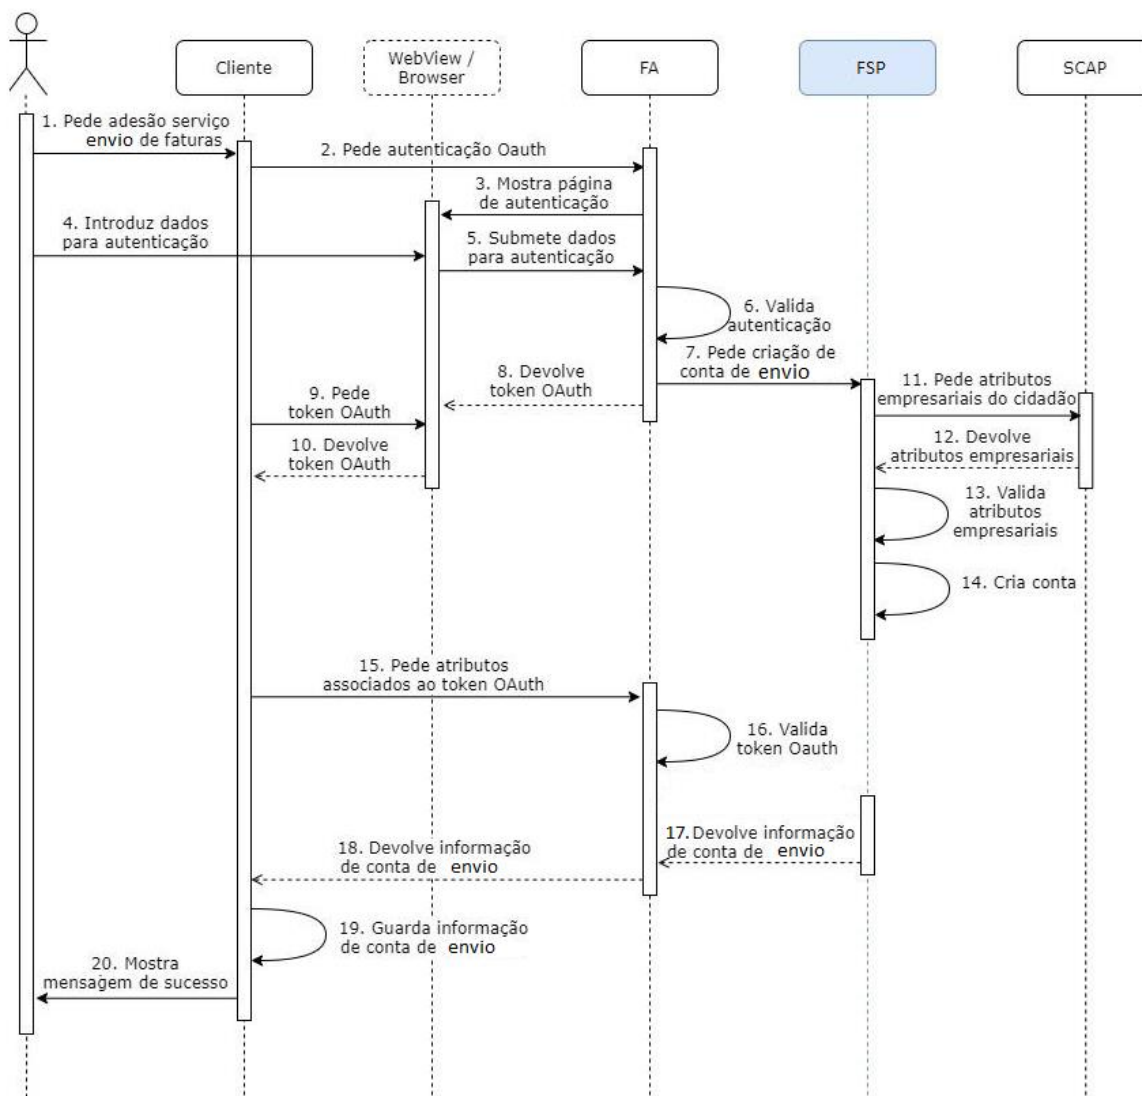 Cliente
WebView /
Browser
FA
FSP
SCAP
1. Pede adesão serviço
envio de faturas
2. Pede autenticação Oauth
3. Mostra página
de autenticação
4. Introduz dados
para autenticação
5. Submete dados
para autenticação
6. Valida
autenticação
7. Pede criação de
conta de envio
8. Devolve
token OAuth
9. Pede
token OAuth
10. Devolve
token OAuth
11. Pede atributos
empresariais do cidadão
12. Devolve
atributos empresariais
13. Valida
atributos
empresariais
14. Cria conta
15. Pede atributos
associados ao token OAuth
16. Valida
token Oauth
17. Devolve informação
de conta de envio
18. Devolve informação
de conta de envio
19. Guarda informação
de conta de envio
20. Mostra
mensagem de sucesso